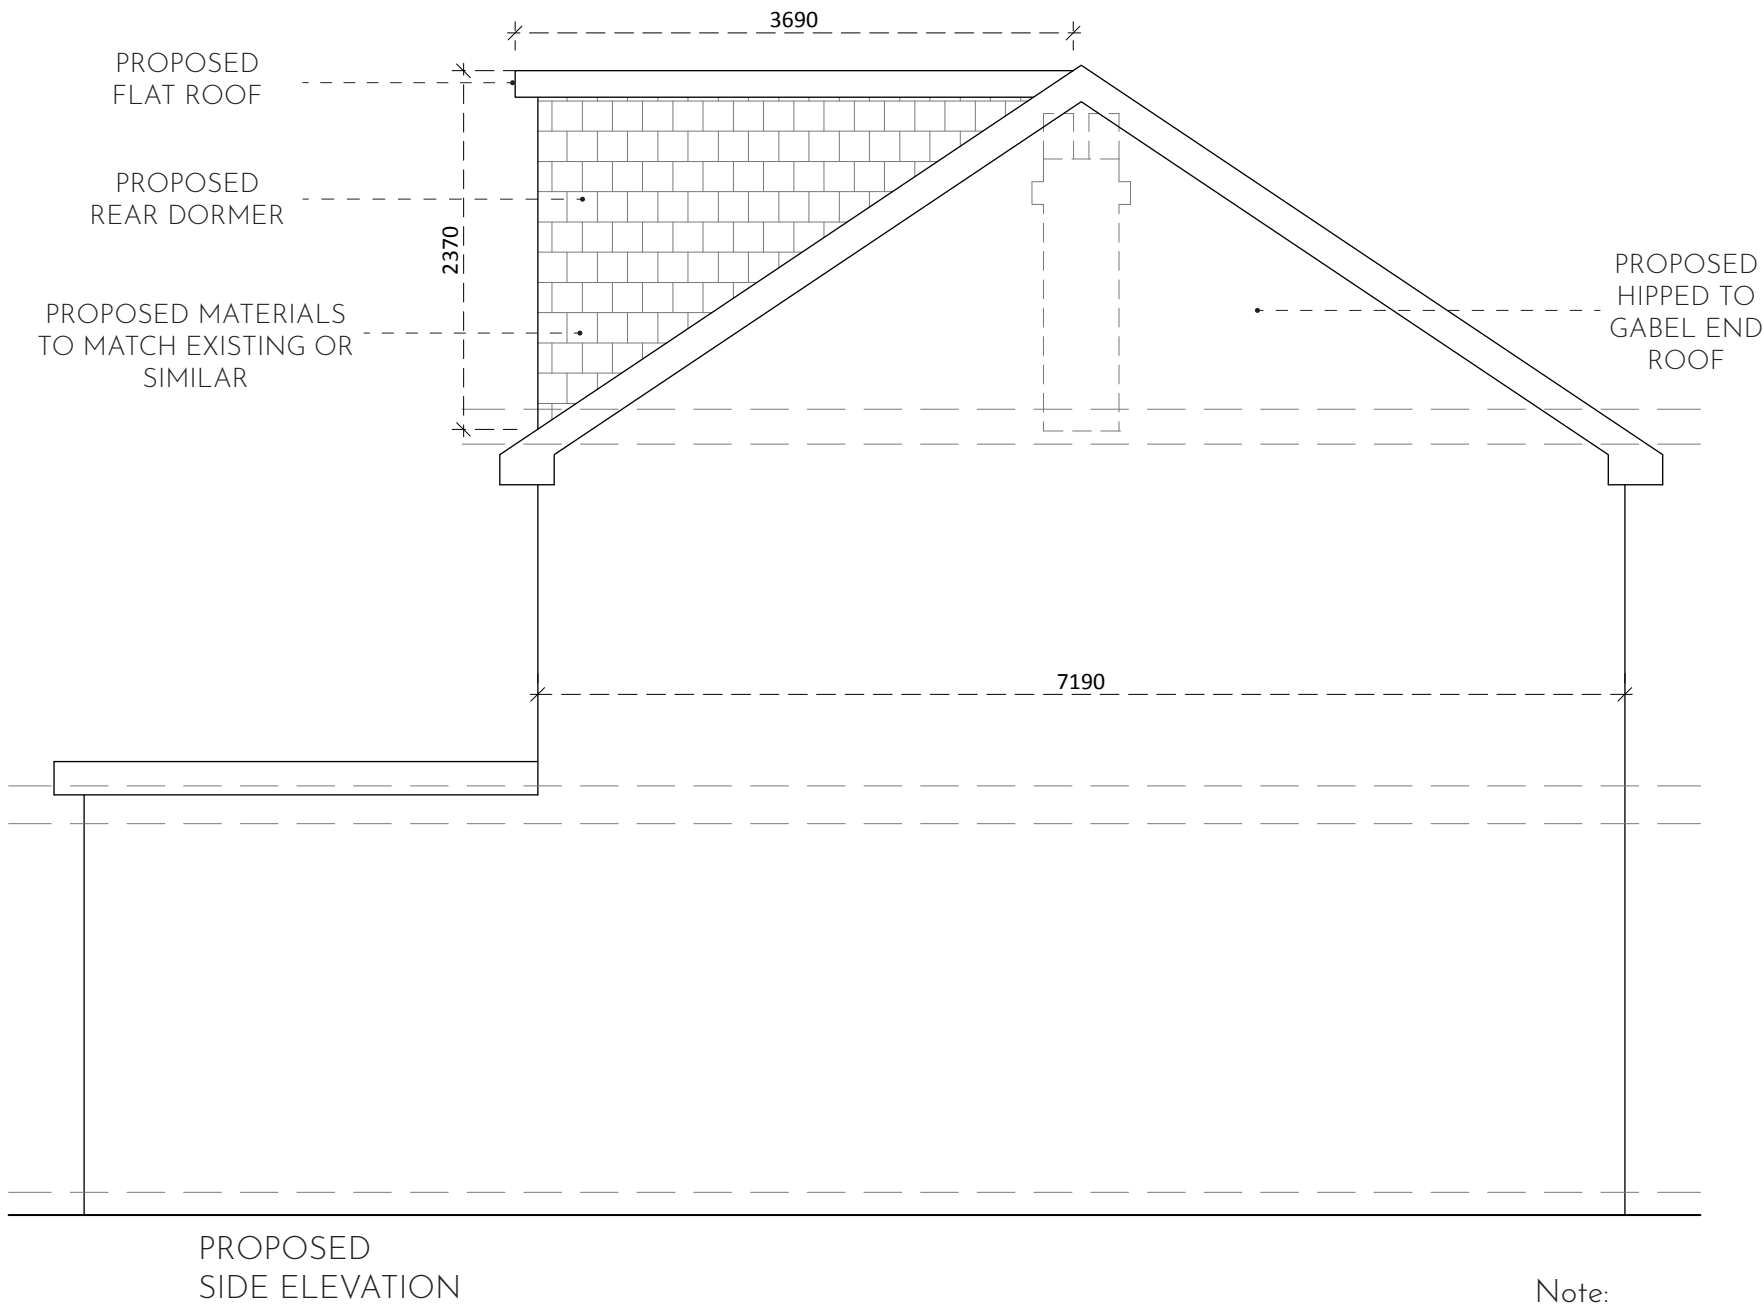 3690
PROPOSED
FLAT ROOF
PROPOSED
REAR DORMER
2370
PROPOSED MATERIALS
TO MATCH EXISTING OR
SIMILAR
PROPOSED
HIPPED TO
GABEL END
ROOF
7190
PROPOSED
SIDE ELEVATION
Note: